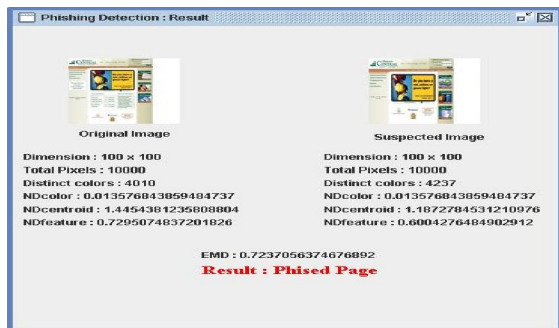 Phishing Detection : Result
Original Image
Suspected Image
Dimension : 100 x 100
Total Pixels : 10000
Distinct colors : 4010
NDcolor : 0.013576843859484737
NDcentroid : 1.4454381235808804
NDfeature : 0.7295074837201826
Dimension : 100 x 100
Total Pixels : 10000
Distinct colors : 4237
NDcolor : 0.013576843859484737
NDcentroid : 1.1872784531210976
NDfeature : 0.6004276484902912
EMD : 0.7237056374676892
Result : Phised Page